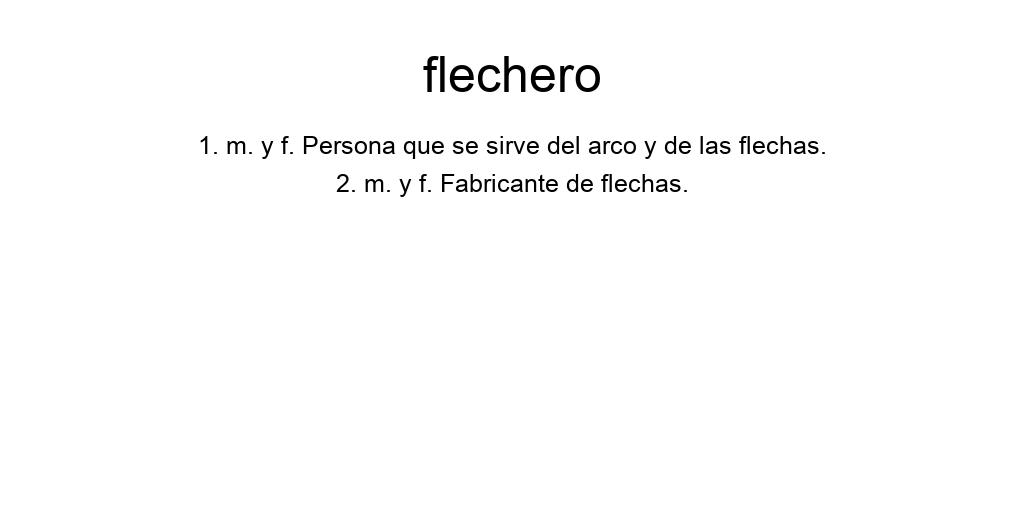 flechero
1. m. y f. Persona que se sirve del arco y de las flechas.
2. m. y f. Fabricante de flechas.